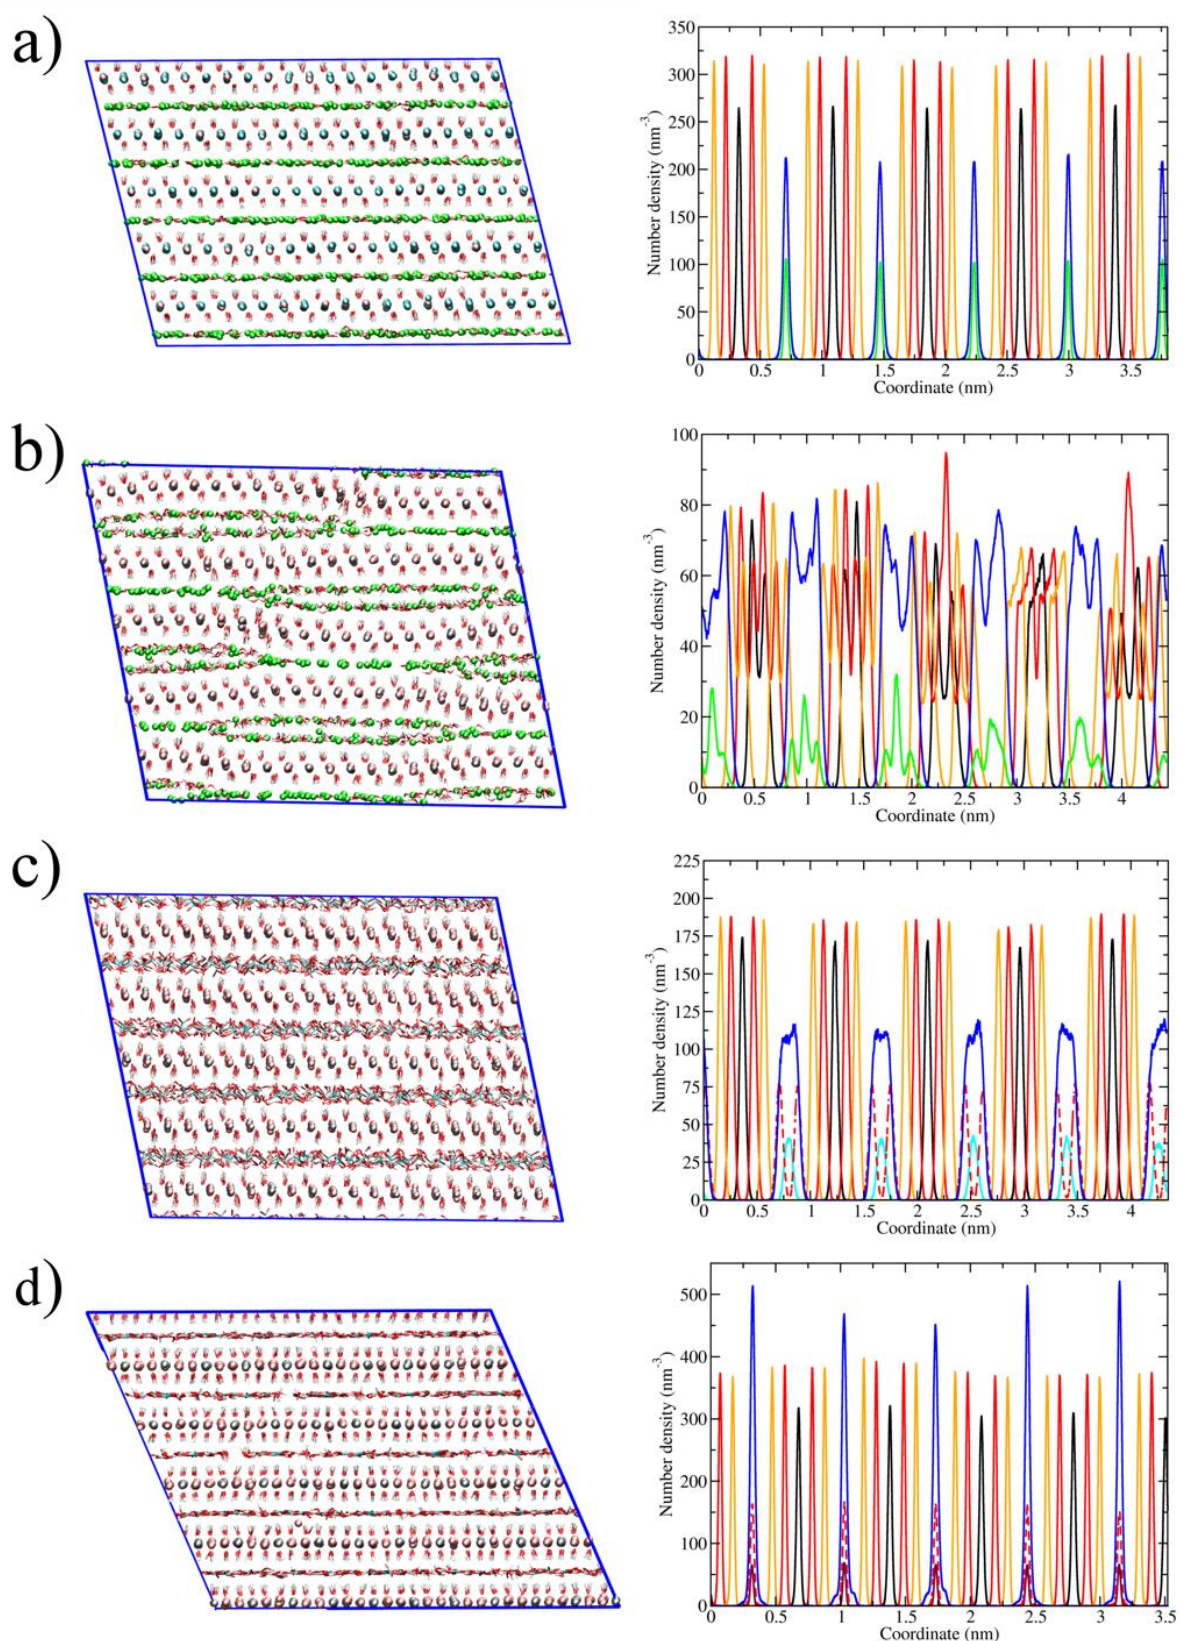 a)
350
300
250
200
150
100
50
0
Number density (nm-3)
0 0.5 1 1.5 2 2.5 3 3.5
Coordinate (nm)
b)
100
80
60
40
20
0
Number density (nm-3)
0 0.5 1 1.5 2 2.5 3 3.5 4
Coordinate (nm)
c)
225
200
175
150
125
100
75
50
25
0
Number density (nm-3)
0 0.5 1 1.5 2 2.5 3 3.5 4
Coordinate (nm)
d)
500
400
300
200
100
0
Number density (nm-3)
0 0.5 1 1.5 2 2.5 3 3.5
Coordinate (nm)